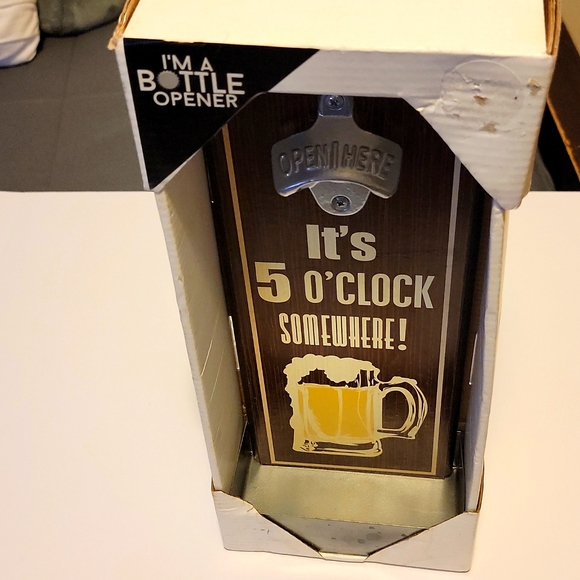 I'M A
BOTTLE
OPENER
OPEN HERE
It's
5 O'CLOCK
SOMEWHERE!